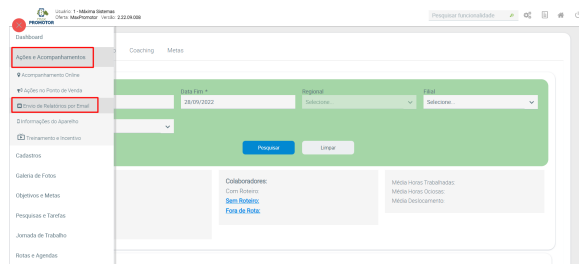 Usuário: 1 - Máxima Sistemas
Cliente: MaxPromotor Versão: 2.32.09.008
PROMOTOR
Pesquisar funcionalidade
Dashboard
Ações e Acompanhamentos
Coaching Metas
Acompanhamento Online
Ações no Ponto de Venda
Data Fim * Regional Filial
Envio de Relatórios por Email
28/09/2022 Selecione... Selecione...
Informações do Aparelho
Treinamento e Incentivo
Pesquisar Limpar
Cadastros
Galeria de Fotos
Colaboradores: Média Horas Trabalhadas:
Com Roteiro: Média Horas Ociosas:
Objetivos e Metas
Sem Roteiro: Média Deslocamento:
Fora de Rota:
Pesquisas e Tarefas
Jornada de Trabalho
Rotas e Agendas